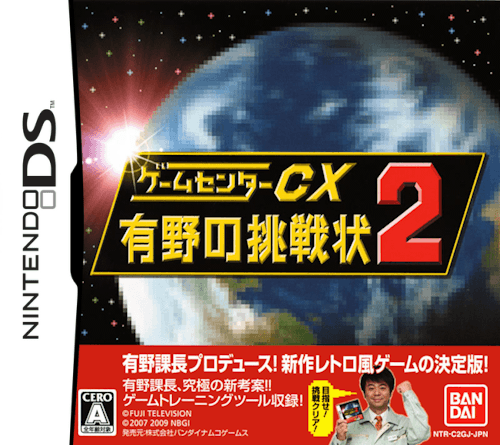 NINTENDO DS™
ゲームセンターCX
有野の挑戦状2
有野課長プロデュース! 新作レトロ風ゲームの決定版!
有野課長、究極の新考案!!
ゲームトレーニングツール収録!
©FUJI TELEVISION
©2007 2009 NBGI
発売元:株式会社バンダイナムコゲームス
目指せ!
挑戦クリア!
CERO
A
全年齢対象
BAN
DAI
NTR-C2GJ-JPN